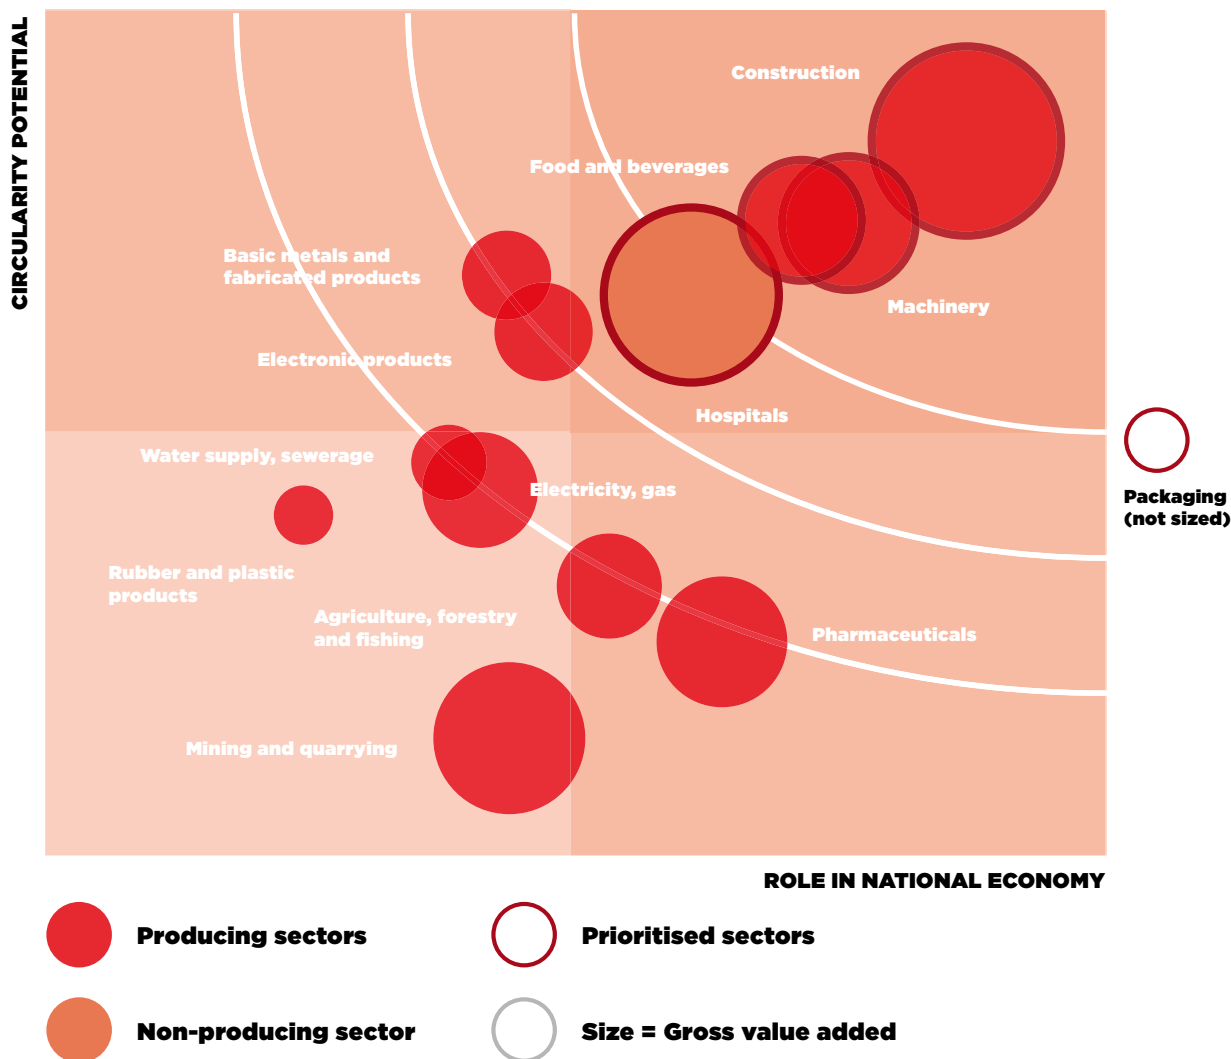 CIRCULARITY POTENTIAL
Construction
Food and beverages
Basic metals and
fabricated products
Machinery
Electronic products
Hospitals
Water supply, sewerage
Electricity, gas
Packaging
(not sized)
Rubber and plastic
products
Agriculture, forestry
and fishing
Pharmaceuticals
Mining and quarrying
ROLE IN NATIONAL ECONOMY
Producing sectors
Prioritised sectors
Non-producing sector
Size = Gross value added